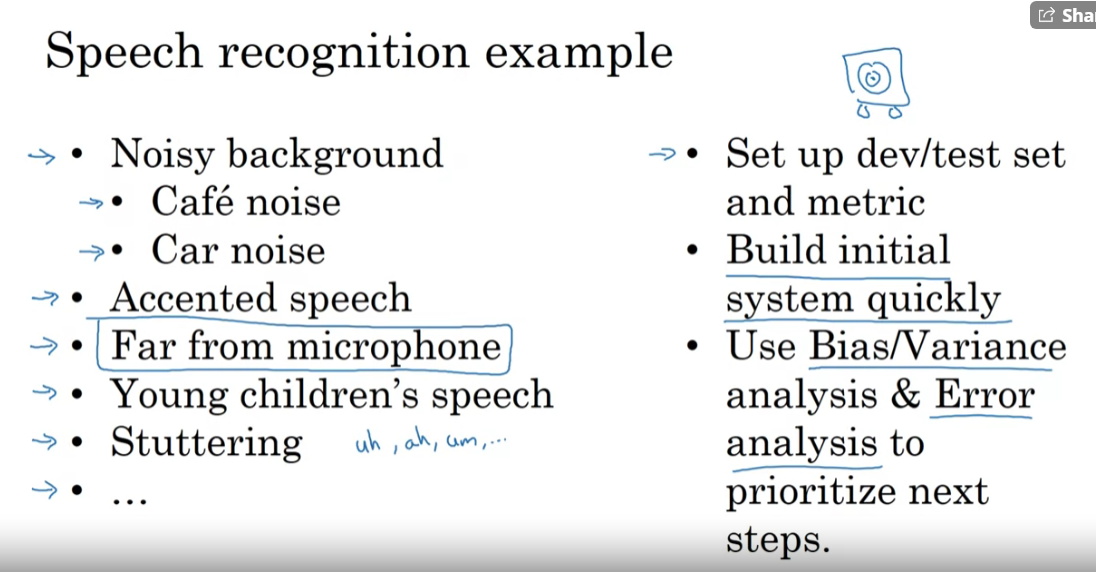 Sha
Speech recognition example
• Noisy background
• Café noise
• Car noise
• Accented speech
• Far from microphone
• Young children’s speech
• Stuttering uh, ah, um, ...
• …
• Set up dev/test set
and metric
• Build initial
system quickly
• Use Bias/Variance
analysis & Error
analysis to
prioritize next
steps.